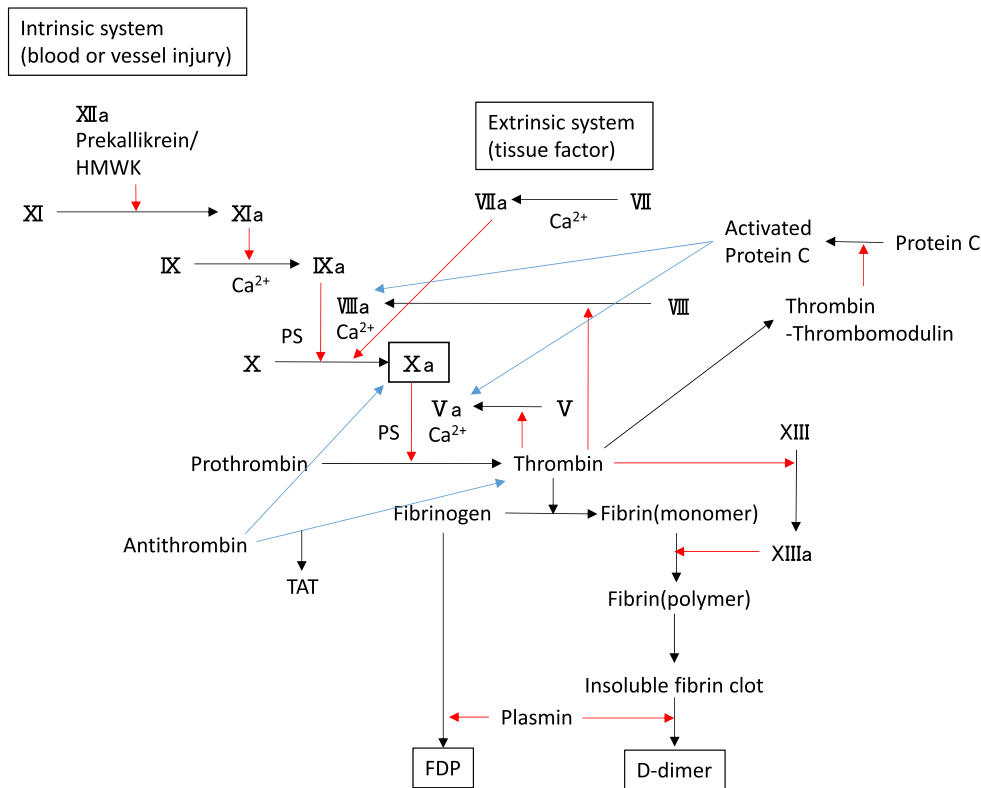 Intrinsic system
(blood or vessel injury)
Ⅻa
Prekallikrein/
HMWK
Extrinsic system
(tissue factor)
Ⅺ
Ⅺa
Ⅶa
Ⅶ
Ca²⁺
Activated
Protein C
Protein C
Ⅸ
Ca²⁺
Ⅸa
Ⅷa
Ca²⁺
Ⅷ
Thrombin
-Thrombomodulin
PS
Ⅹ
Ⅹa
Ⅴa
Ca²⁺
Ⅴ
PS
XIII
Prothrombin
Thrombin
Fibrinogen
Fibrin(monomer)
Antithrombin
XIIIa
TAT
Fibrin(polymer)
Insoluble fibrin clot
Plasmin
FDP
D-dimer